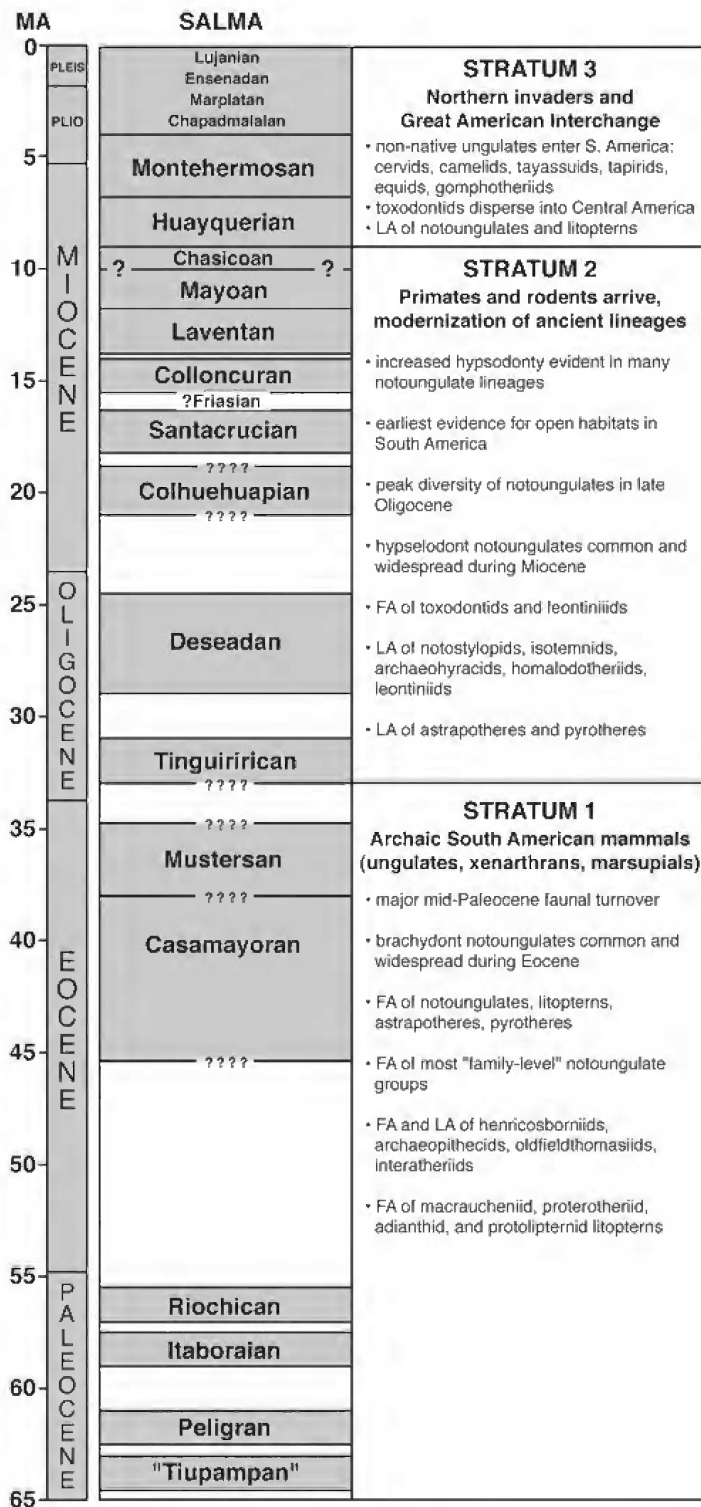 MA
SALMA
0
5
10
15
20
25
30
35
40
45
50
55
60
65
PLEIS
PLIO
MIOCENE
OLIGOCENE
EOCENE
PALEOCENE
Lujanian
Ensenadan
Marplatan
Chapadmalalan
Montehermosan
Huayquerian
Chasicoan
? ?
Mayoan
Laventan
Colloncuran
?Friasian
Santacrucian
????
Colhuehuapian
????
Deseadan
Tinguirirican
????
????
Mustersan
????
Casamayoran
????
Riochican
Itaboraian
Peligran
"Tiupampan"
STRATUM 3
Northern invaders and
Great American Interchange
• non-native ungulates enter S. America:
cervids, camelids, tayassuids, tapirids,
equids, gomphotheriids
• toxodontids disperse into Central America
• LA of notoungulates and litopterns
STRATUM 2
Primates and rodents arrive,
modernization of ancient lineages
• increased hypsodonty evident in many
notoungulate lineages
• earliest evidence for open habitats in
South America
• peak diversity of notoungulates in late
Oligocene
• hypselodont notoungulates common and
widespread during Miocene
• FA of toxodontids and leontiniiids
• LA of notostylopids, isotemnids,
archaeohyracids, homalodotheriids,
leontiniids
• LA of astrapotheres and pyrotheres
STRATUM 1
Archaic South American mammals
(ungulates, xenarthrans, marsupials)
• major mid-Paleocene faunal turnover
• brachydont notoungulates common and
widespread during Eocene
• FA of notoungulates, litopterns,
astrapotheres, pyrotheres
• FA of most "family-level" notoungulate
groups
• FA and LA of henricosborniids,
archaeopithecids, oldfieldthomasiids,
interatheriids
• FA of macraucheniid, proterotheriid,
adianthid, and protolipternid litopterns